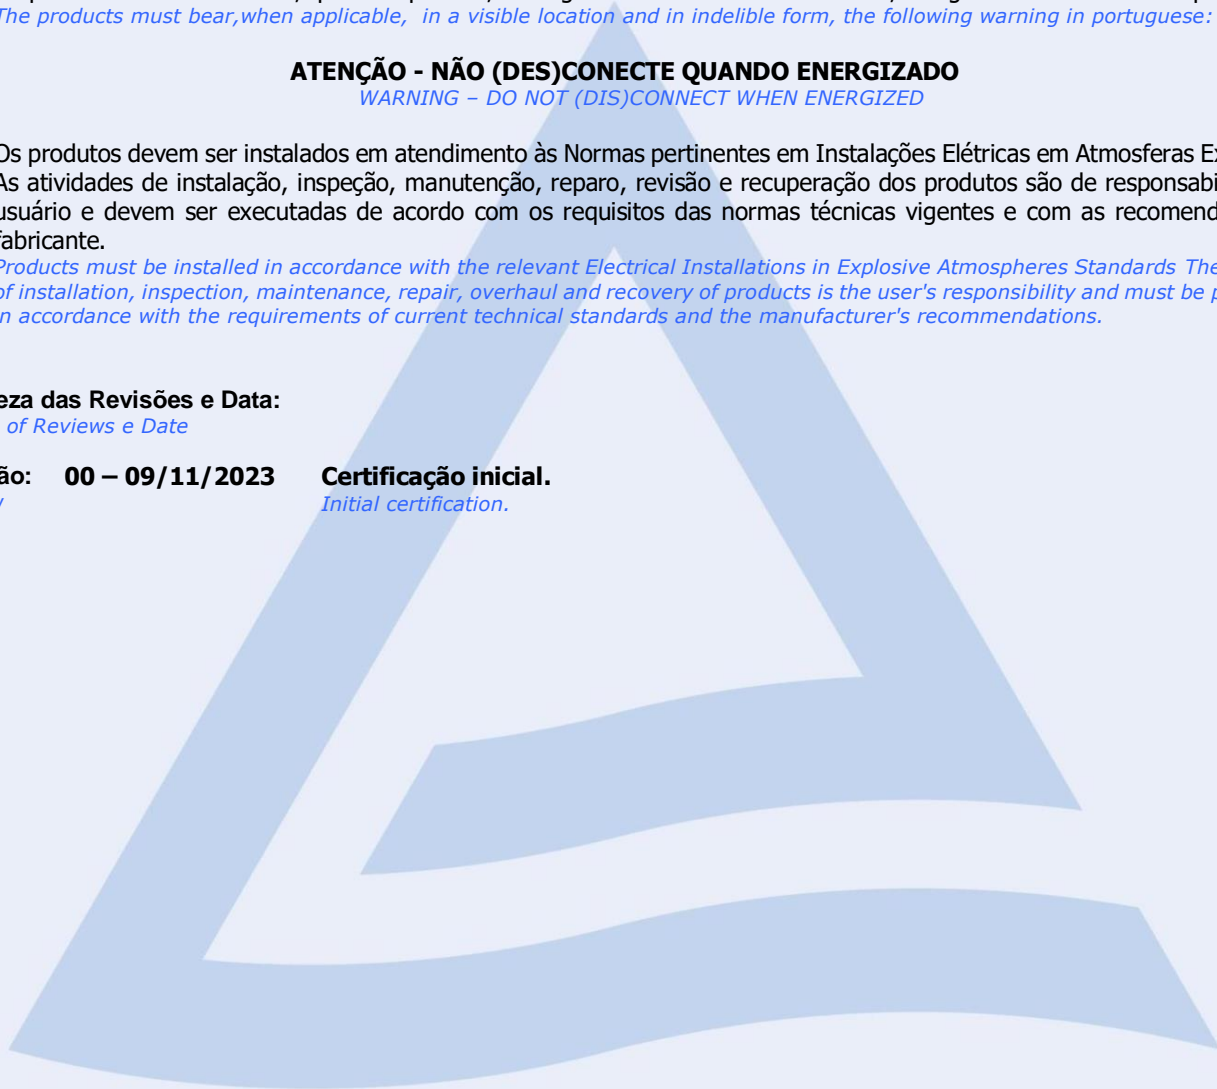 The products must bear,when applicable, in a visible location and in indelible form, the following warning in portuguese:
ATENÇÃO - NÃO (DES)CONECTE QUANDO ENERGIZADO
WARNING – DO NOT (DIS)CONNECT WHEN ENERGIZED
Os produtos devem ser instalados em atendimento às Normas pertinentes em Instalações Elétricas em Atmosferas Ex
As atividades de instalação, inspeção, manutenção, reparo, revisão e recuperação dos produtos são de responsabi
usuário e devem ser executadas de acordo com os requisitos das normas técnicas vigentes e com as recomend
fabricante.
Products must be installed in accordance with the relevant Electrical Installations in Explosive Atmospheres Standards The
of installation, inspection, maintenance, repair, overhaul and recovery of products is the user's responsibility and must be p
in accordance with the requirements of current technical standards and the manufacturer's recommendations.
eza das Revisões e Data:
of Reviews e Date
ão: 00 – 09/11/2023 Certificação inicial.
Initial certification.